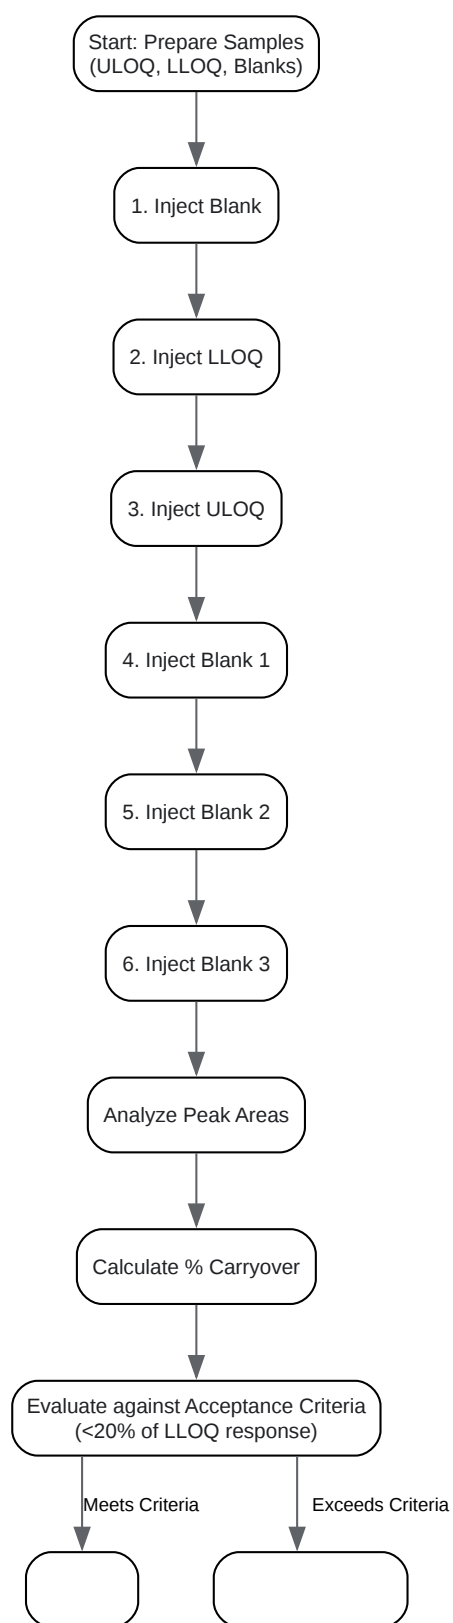 Start: Prepare Samples
(ULOQ, LLOQ, Blanks)
1. Inject Blank
2. Inject LLOQ
3. Inject ULOQ
4. Inject Blank 1
5. Inject Blank 2
6. Inject Blank 3
Analyze Peak Areas
Calculate % Carryover
Evaluate against Acceptance Criteria
(<20% of LLOQ response)
Meets Criteria
Exceeds Criteria